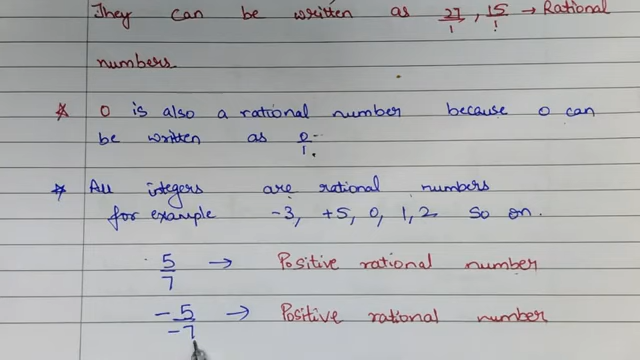 They can be written as 27/1, 15/1 → Rational
numbers
* 0 is also a rational number because 0 can
be written as 0/1.
* All integers are rational numbers
for example -3, +5, 0, 1, 2 so on.
5/7 → Positive rational number
-5/-7 → Positive rational number